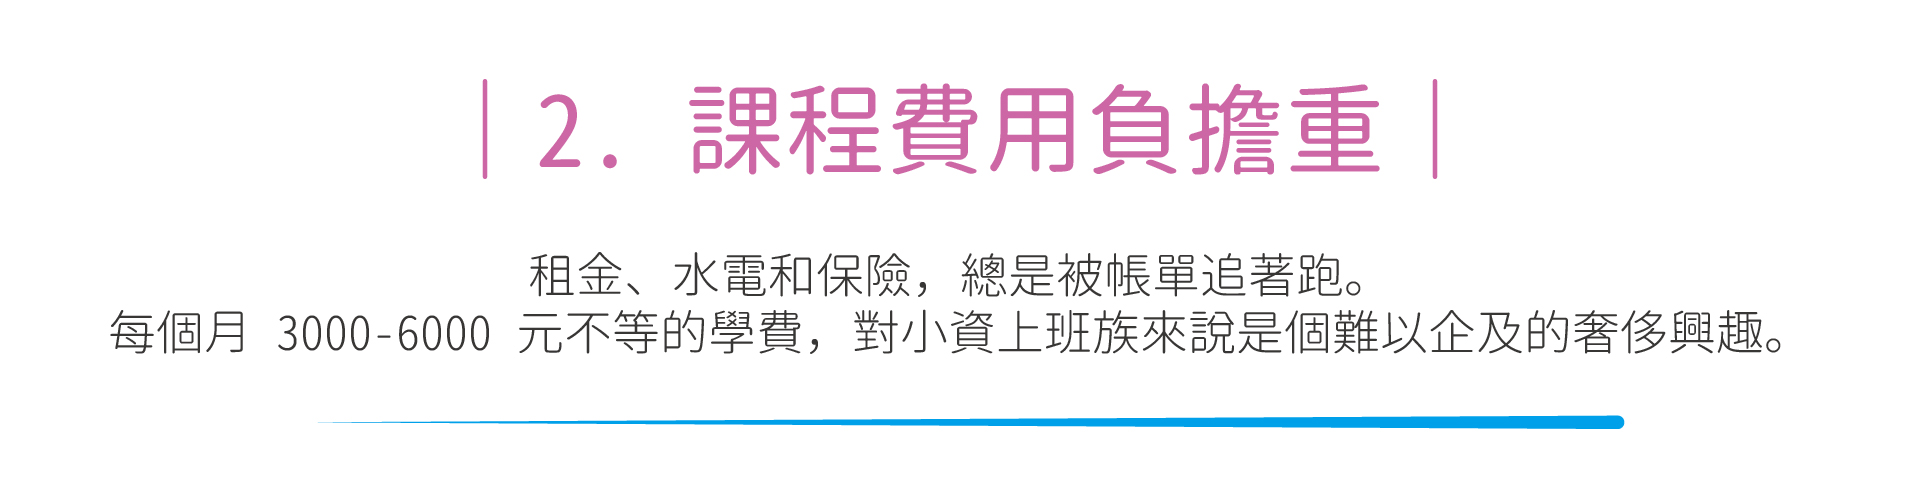 2. 課程費用負擔重
租金、水電和保險，總是被帳單追著跑。
每個月 3000-6000 元不等的學費，對小資上班族來說是個難以企及的奢侈興趣。